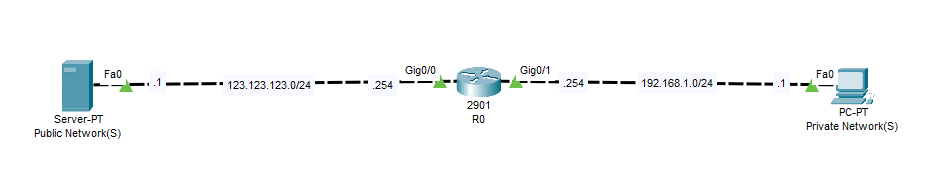 Fa0
.1
123.123.123.0/24
.254
Gig0/0
Gig0/1
.254
192.168.1.0/24
.1
Fa0
Server-PT
Public Network(S)
2901
R0
PC-PT
Private Network(S)